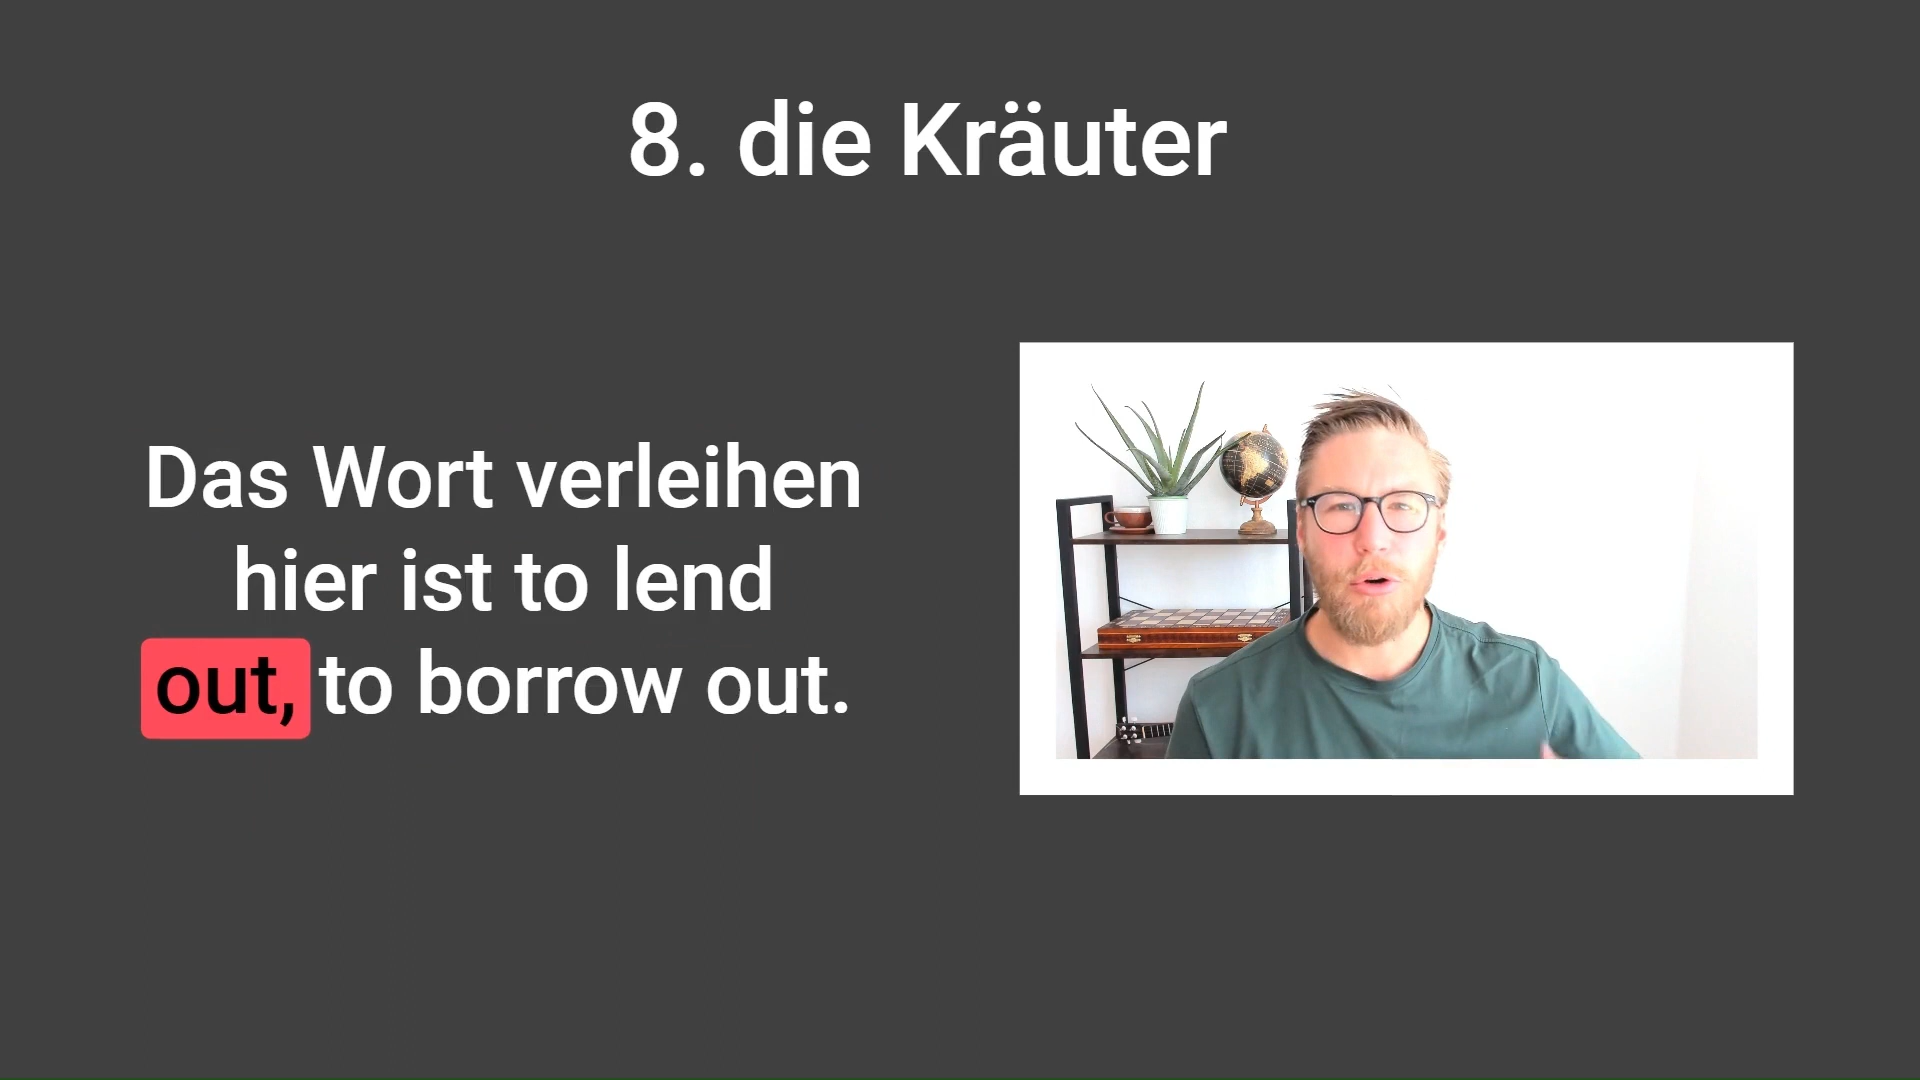 8. die Kräuter
Das Wort verleihen
hier ist to lend
out, to borrow out.